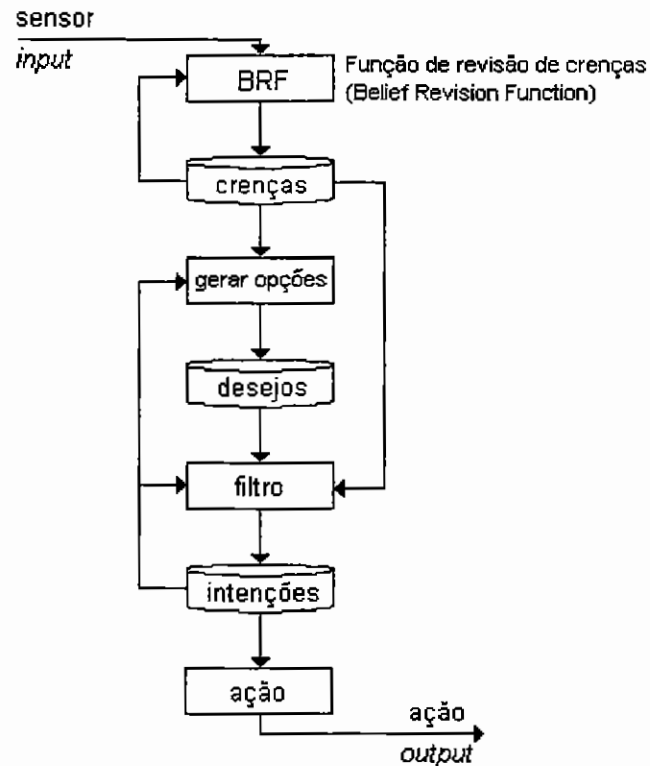 sensor
input
BRF
Função de revisão de crenças
(Belief Revision Function)
crenças
gerar opções
desejos
filtro
intenções
ação
ação
output